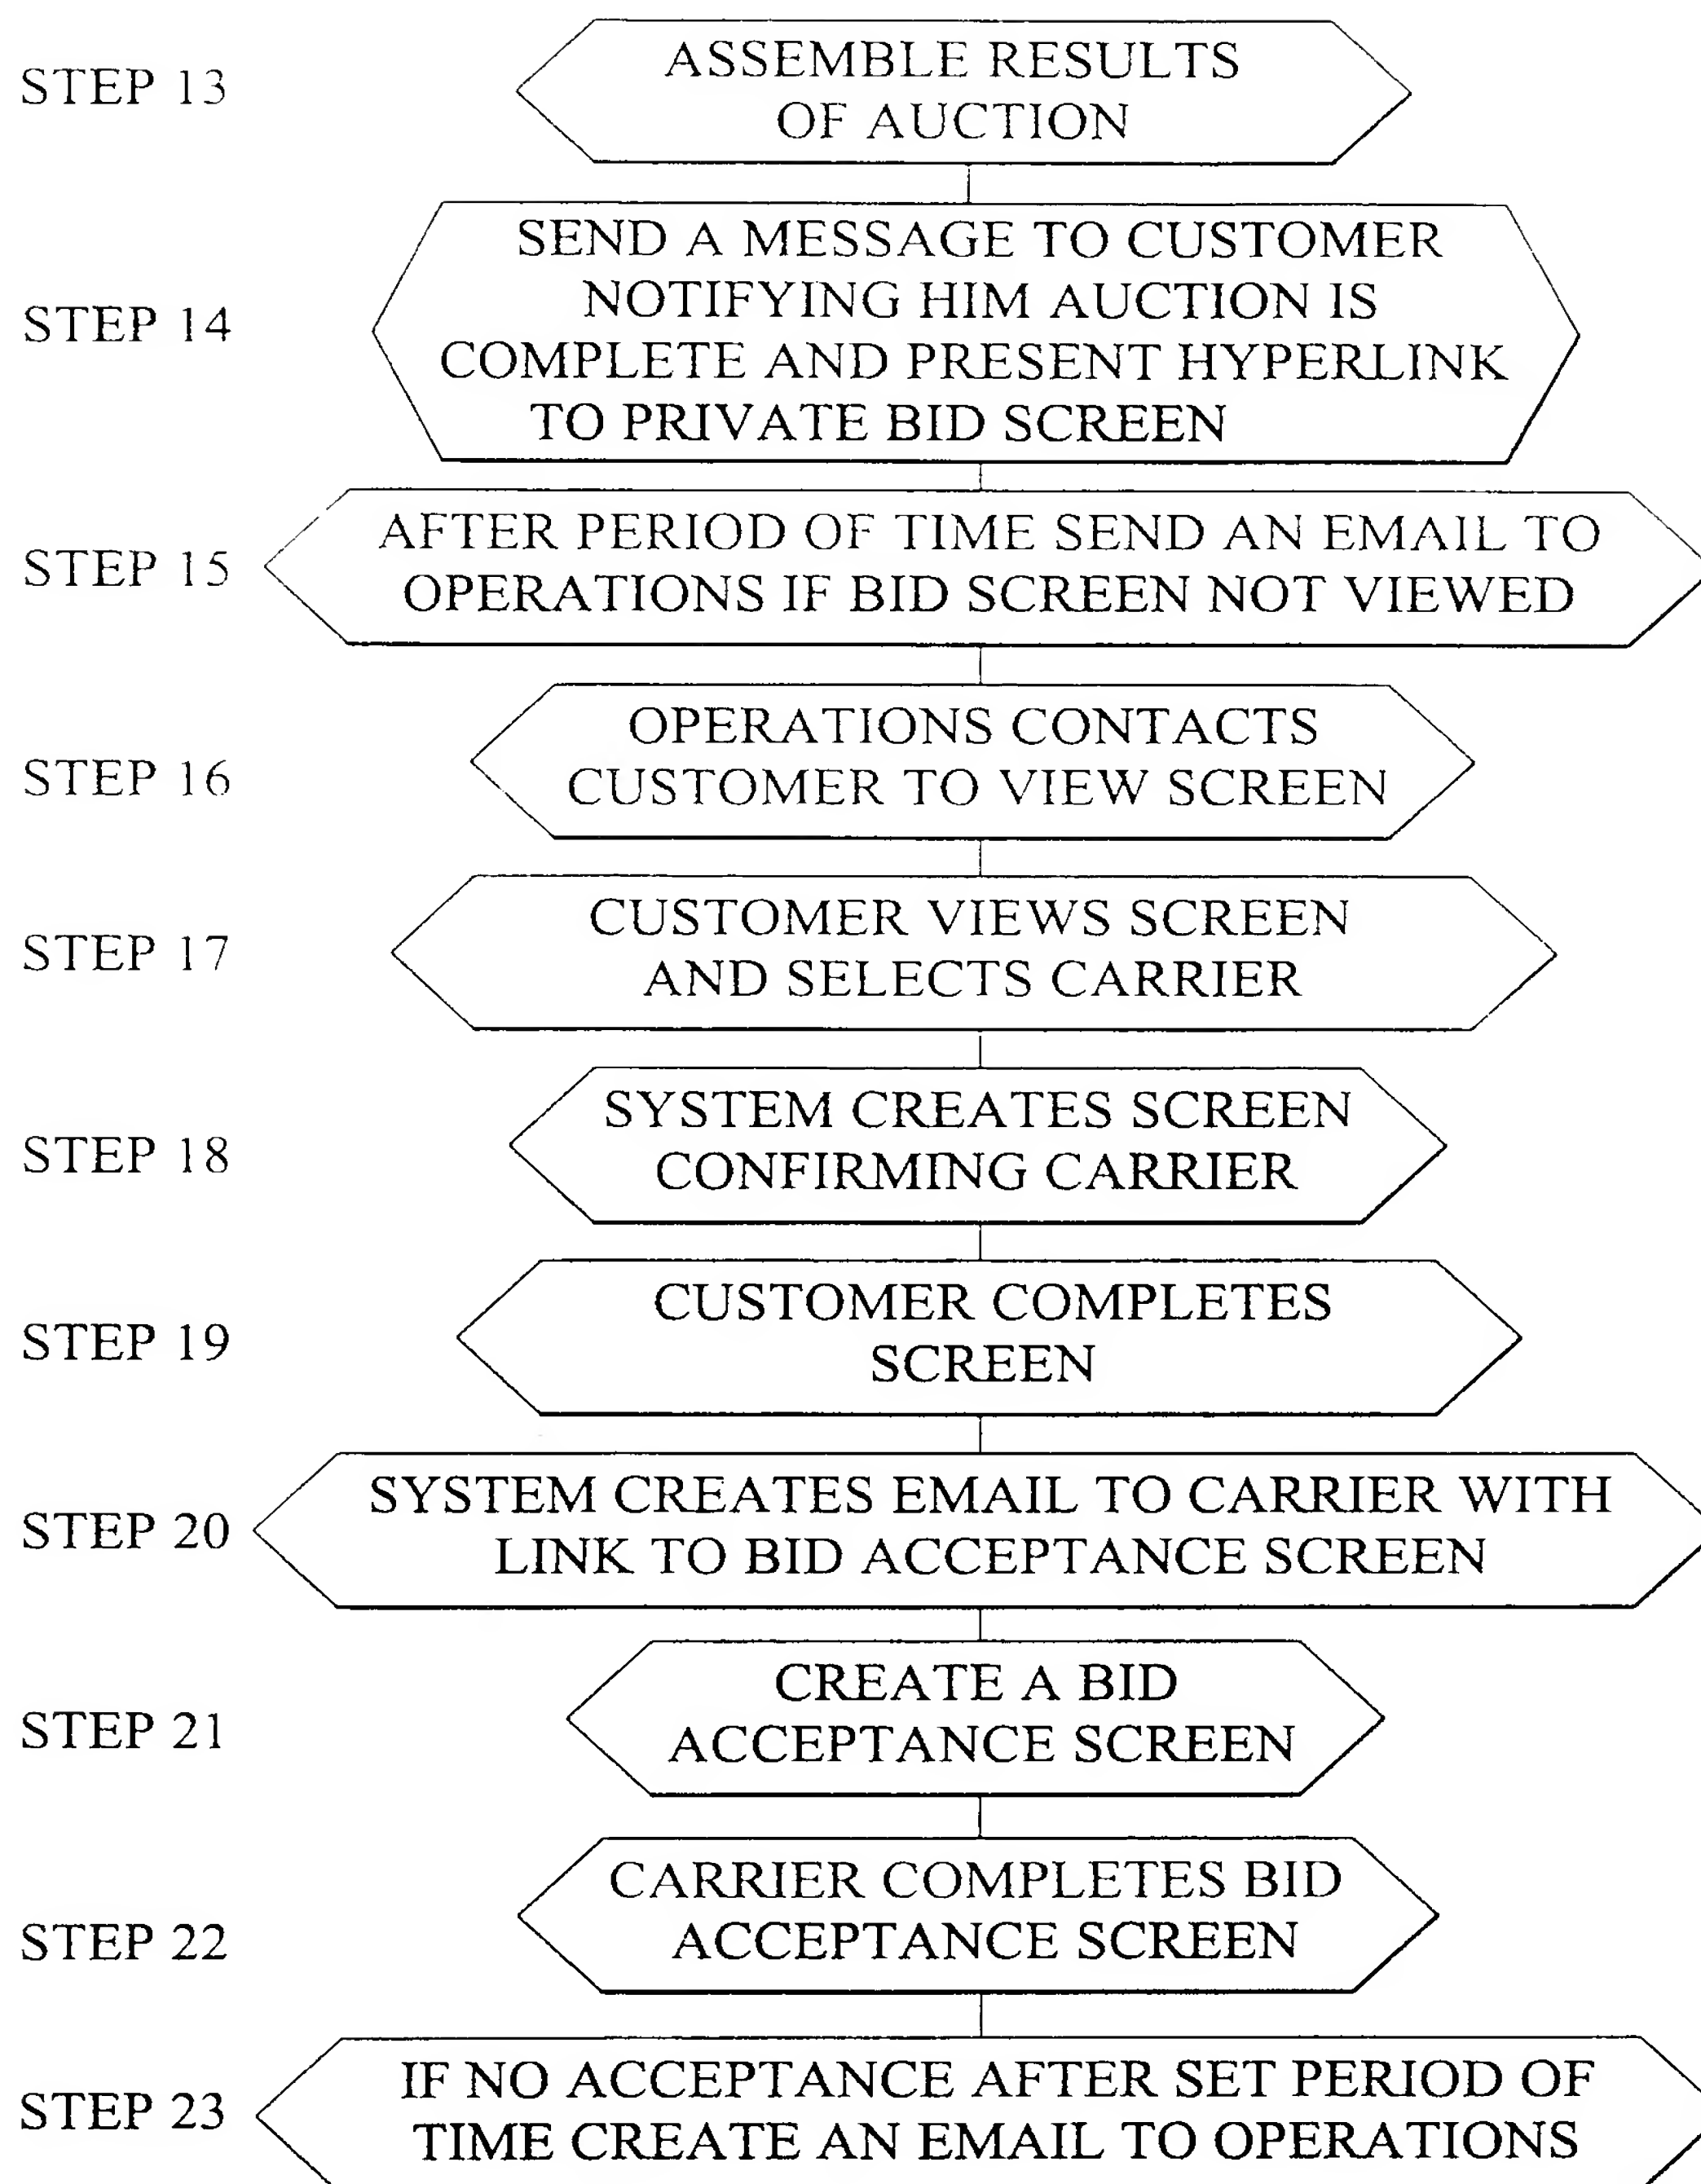 STEP 13
ASSEMBLE RESULTS
OF AUCTION
STEP 14
SEND A MESSAGE TO CUSTOMER
NOTIFYING HIM AUCTION IS
COMPLETE AND PRESENT HYPERLINK
TO PRIVATE BID SCREEN
STEP 15
AFTER PERIOD OF TIME SEND AN EMAIL TO
OPERATIONS IF BID SCREEN NOT VIEWED
STEP 16
OPERATIONS CONTACTS
CUSTOMER TO VIEW SCREEN
STEP 17
CUSTOMER VIEWS SCREEN
AND SELECTS CARRIER
STEP 18
SYSTEM CREATES SCREEN
CONFIRMING CARRIER
STEP 19
CUSTOMER COMPLETES
SCREEN
STEP 20
SYSTEM CREATES EMAIL TO CARRIER WITH
LINK TO BID ACCEPTANCE SCREEN
STEP 21
CREATE A BID
ACCEPTANCE SCREEN
STEP 22
CARRIER COMPLETES BID
ACCEPTANCE SCREEN
STEP 23
IF NO ACCEPTANCE AFTER SET PERIOD OF
TIME CREATE AN EMAIL TO OPERATIONS